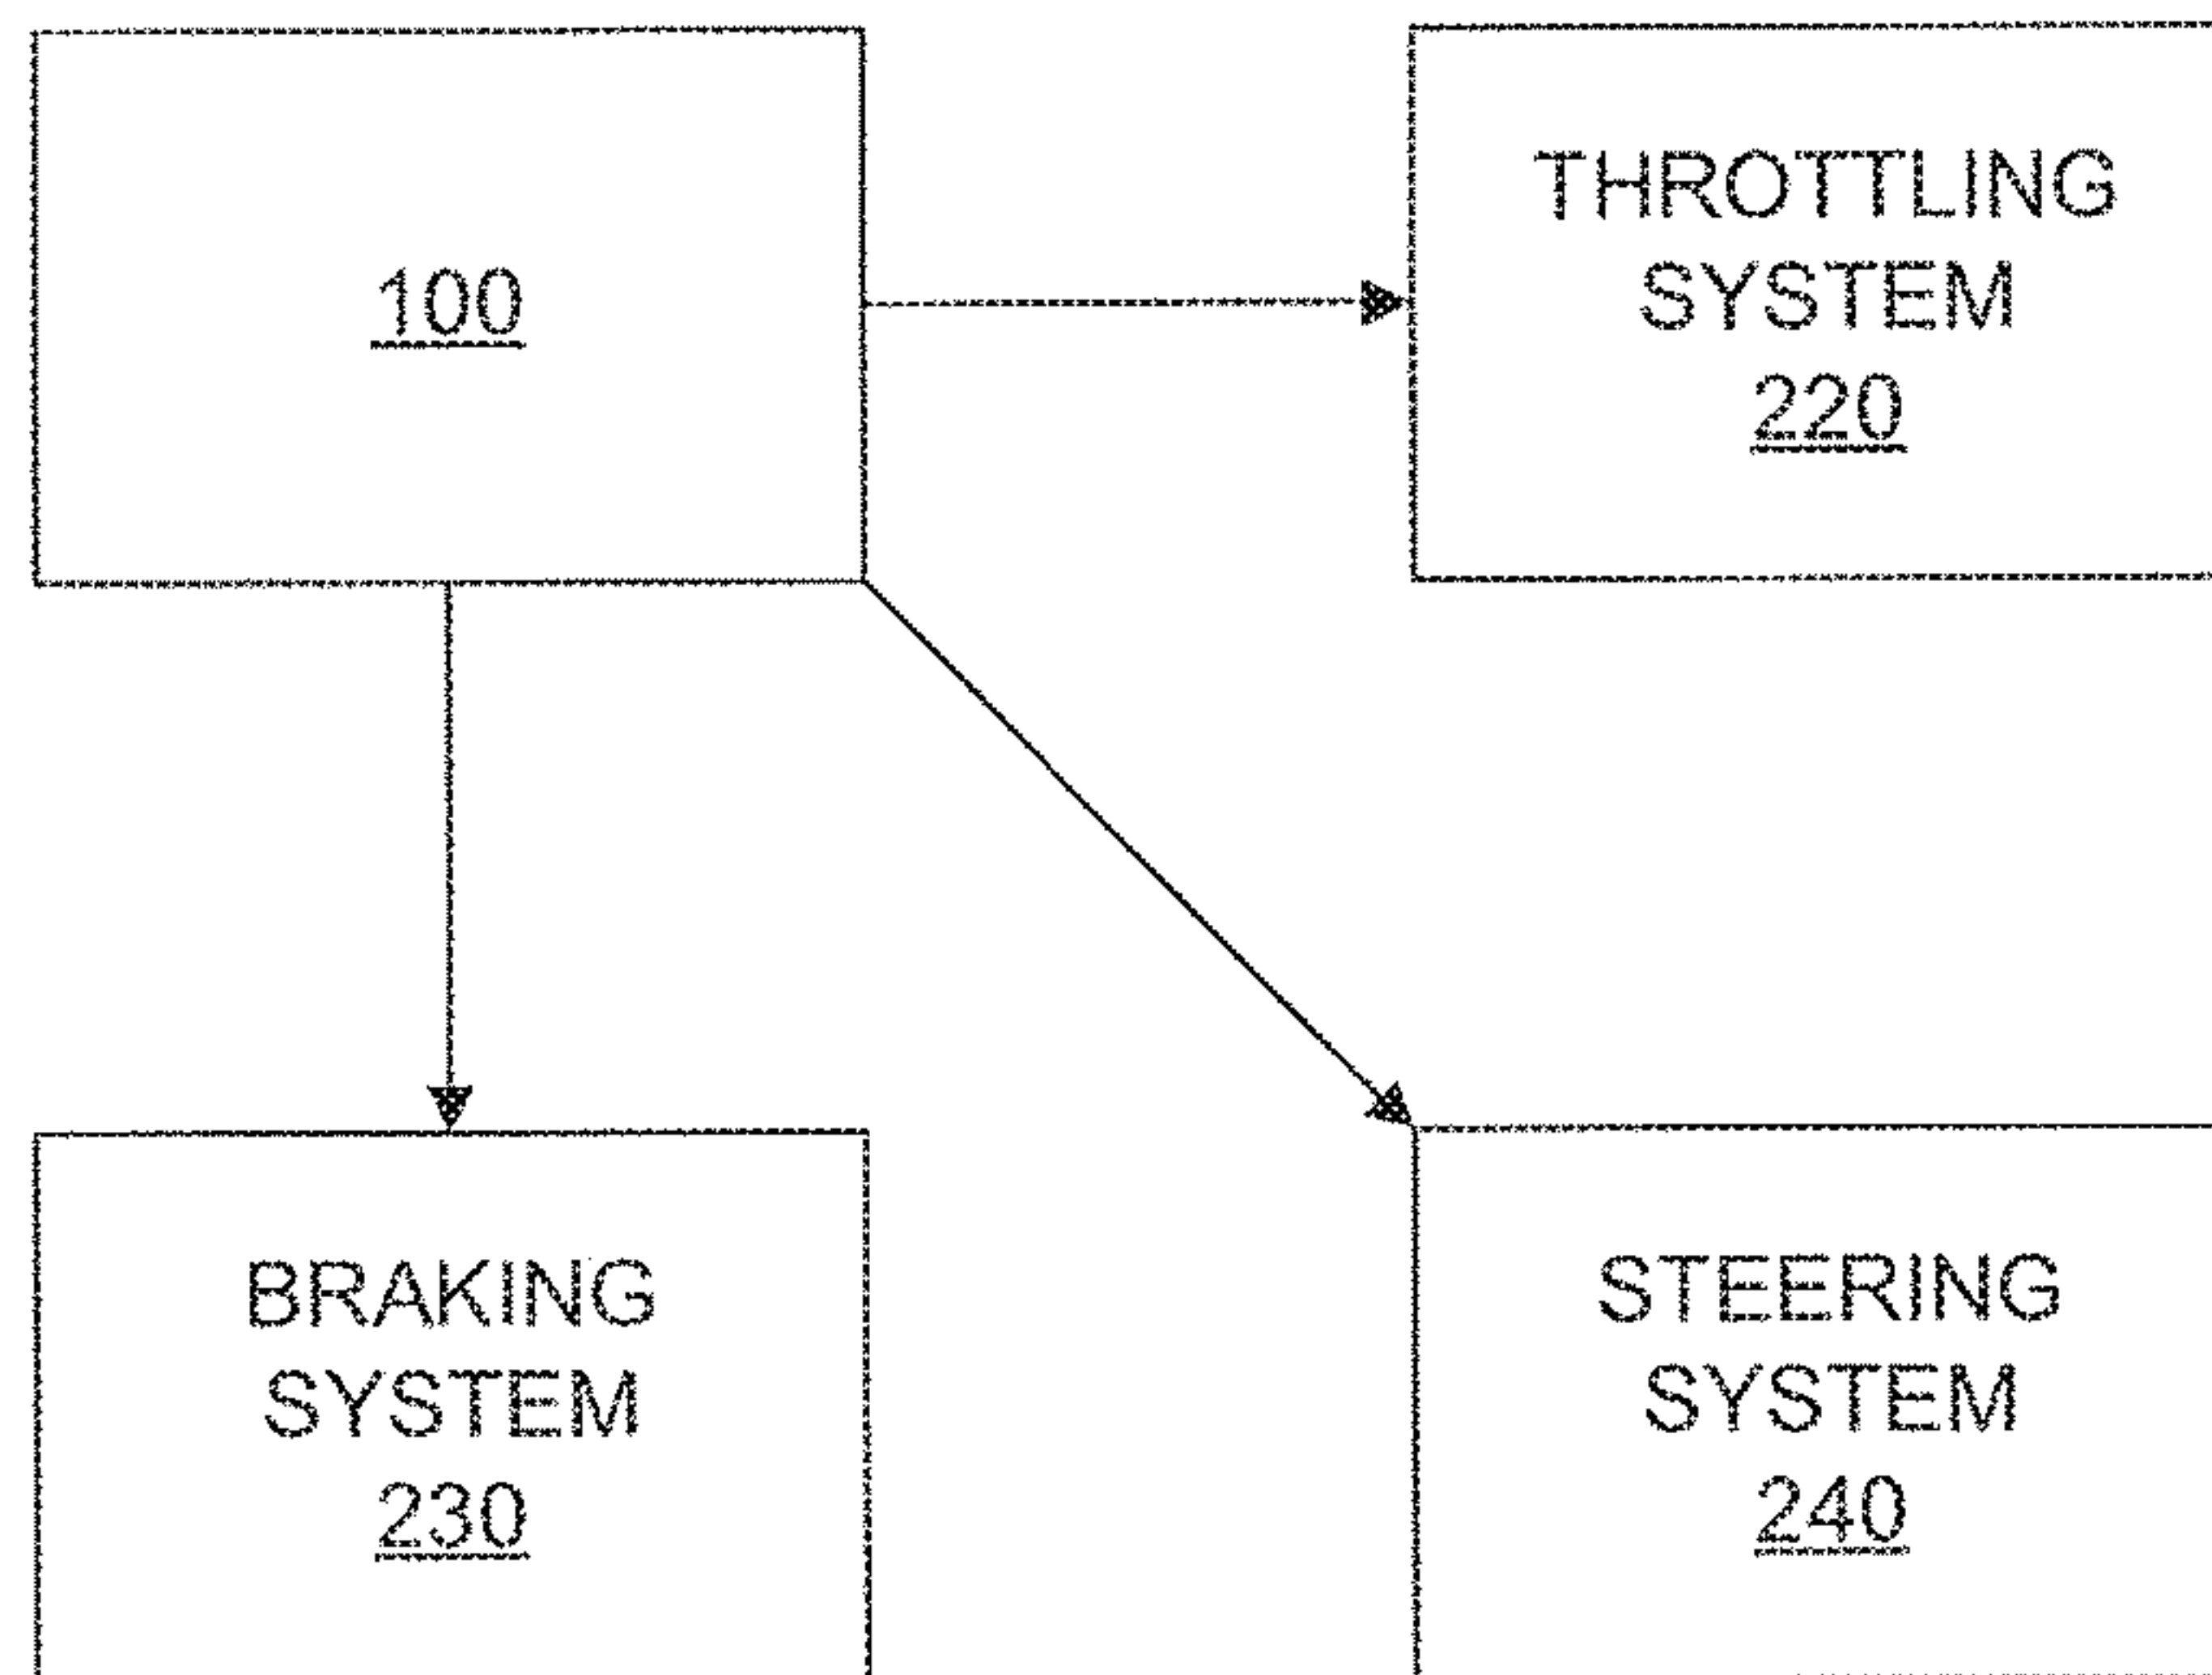 100
THROTTLING
SYSTEM
220
BRAKING
SYSTEM
230
STEERING
SYSTEM
240